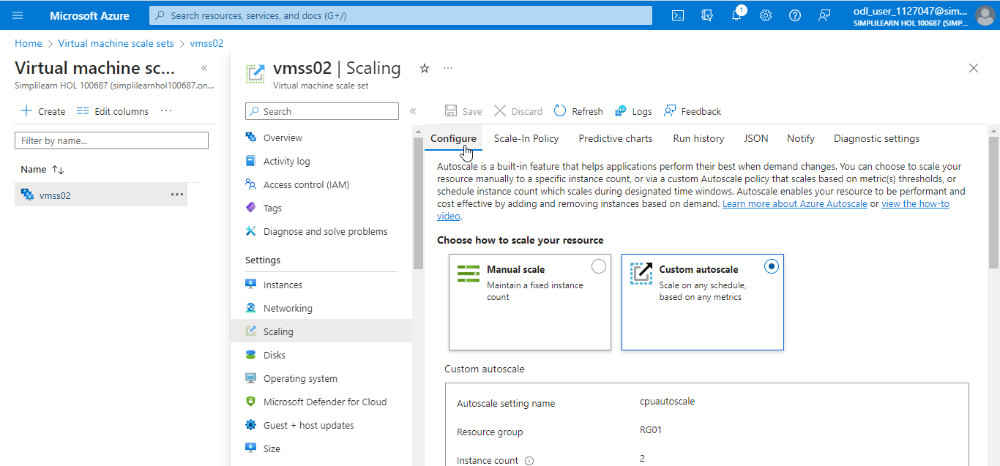 Microsoft Azure
Search resources, services, and docs (G+/)
1
odl_user_1127047@sim...
SIMPLILEARN HOL 100687 (SIMP...
Home > Virtual machine scale sets > vmss02
Virtual machine sc... «
Simplilearn HOL 100687 (simplilearnhol100687.on...
+ Create Edit columns ...
Filter by name...
Name ↑↓
vmss02 ...
vmss02 | Scaling ☆ ...
Virtual machine scale set
Search «
Overview
Activity log
Access control (IAM)
Tags
Diagnose and solve problems
Settings
Instances
Networking
Scaling
Disks
Operating system
Microsoft Defender for Cloud
Guest + host updates
Size
Save Discard Refresh Logs Feedback
Configure Scale-In Policy Predictive charts Run history JSON Notify Diagnostic settings
Autoscale is a built-in feature that helps applications perform their best when demand changes. You can choose to scale your
resource manually to a specific instance count, or via a custom Autoscale policy that scales based on metric(s) thresholds, or
schedule instance count which scales during designated time windows. Autoscale enables your resource to be performant and
cost effective by adding and removing instances based on demand. Learn more about Azure Autoscale or view the how-to
video.
Choose how to scale your resource
Manual scale
Maintain a fixed instance
count
Custom autoscale
Scale on any schedule,
based on any metrics
Custom autoscale
Autoscale setting name cpuautoscale
Resource group RG01
Instance count 2